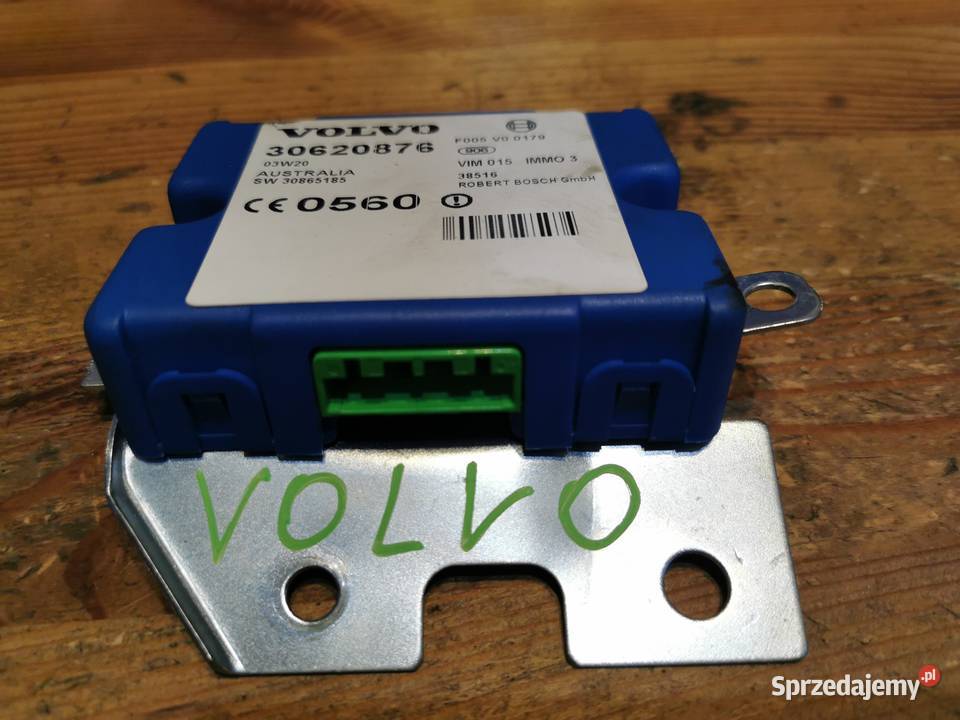 VOLVO
30620876
03W20
AUSTRALIA
SW 30865185
CE 0560
F005 V0 0179
906
VIM 015 IMMO 3
38516
ROBERT BOSCH GmbH
VOLVO
Sprzedajemy.pl